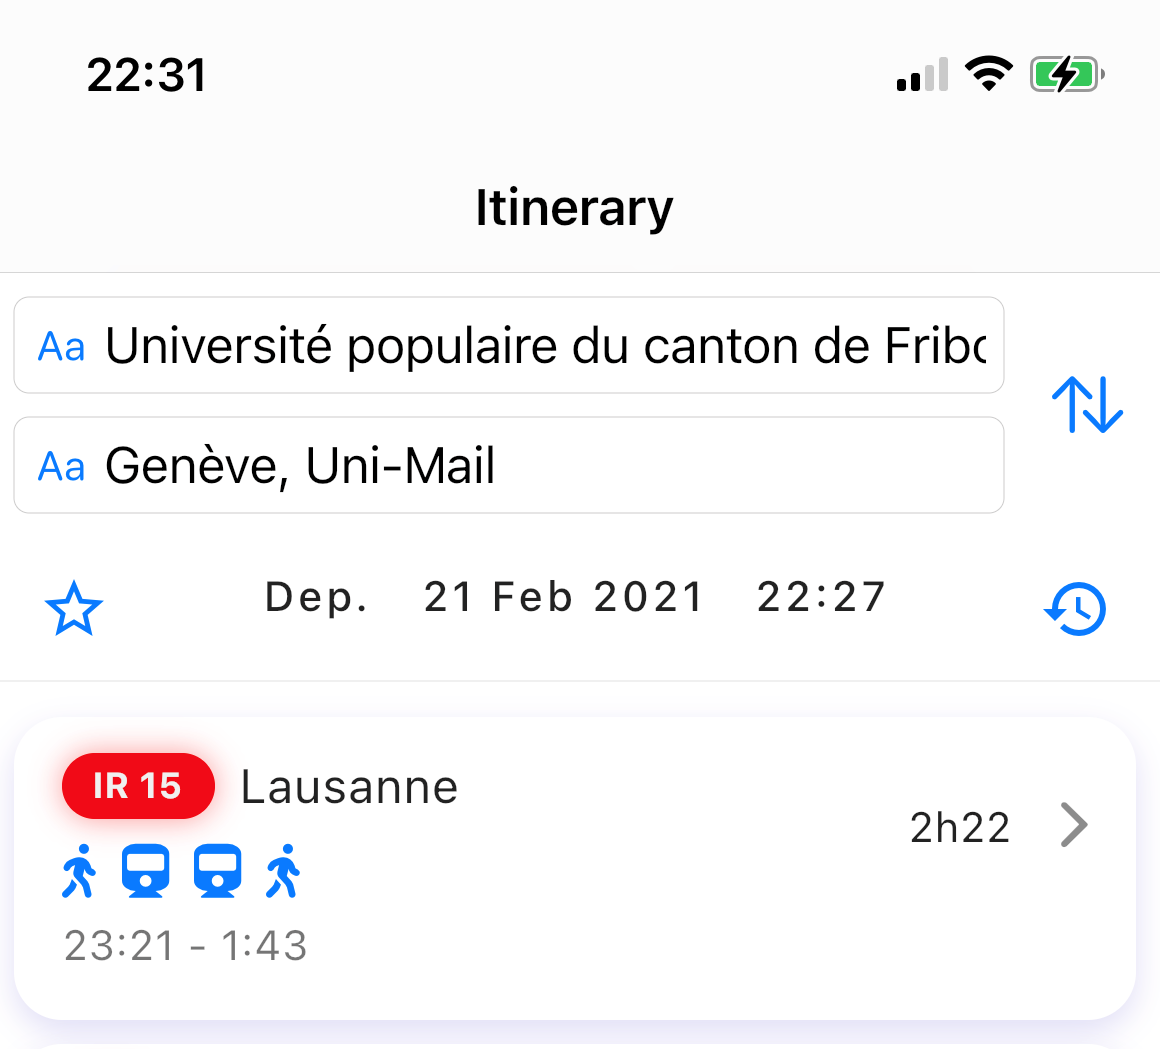 22:31
Itinerary
Aa Université populaire du canton de Fribo
Aa Genève, Uni-Mail
Dep. 21 Feb 2021 22:27
IR 15 Lausanne
2h22
23:21 - 1:43